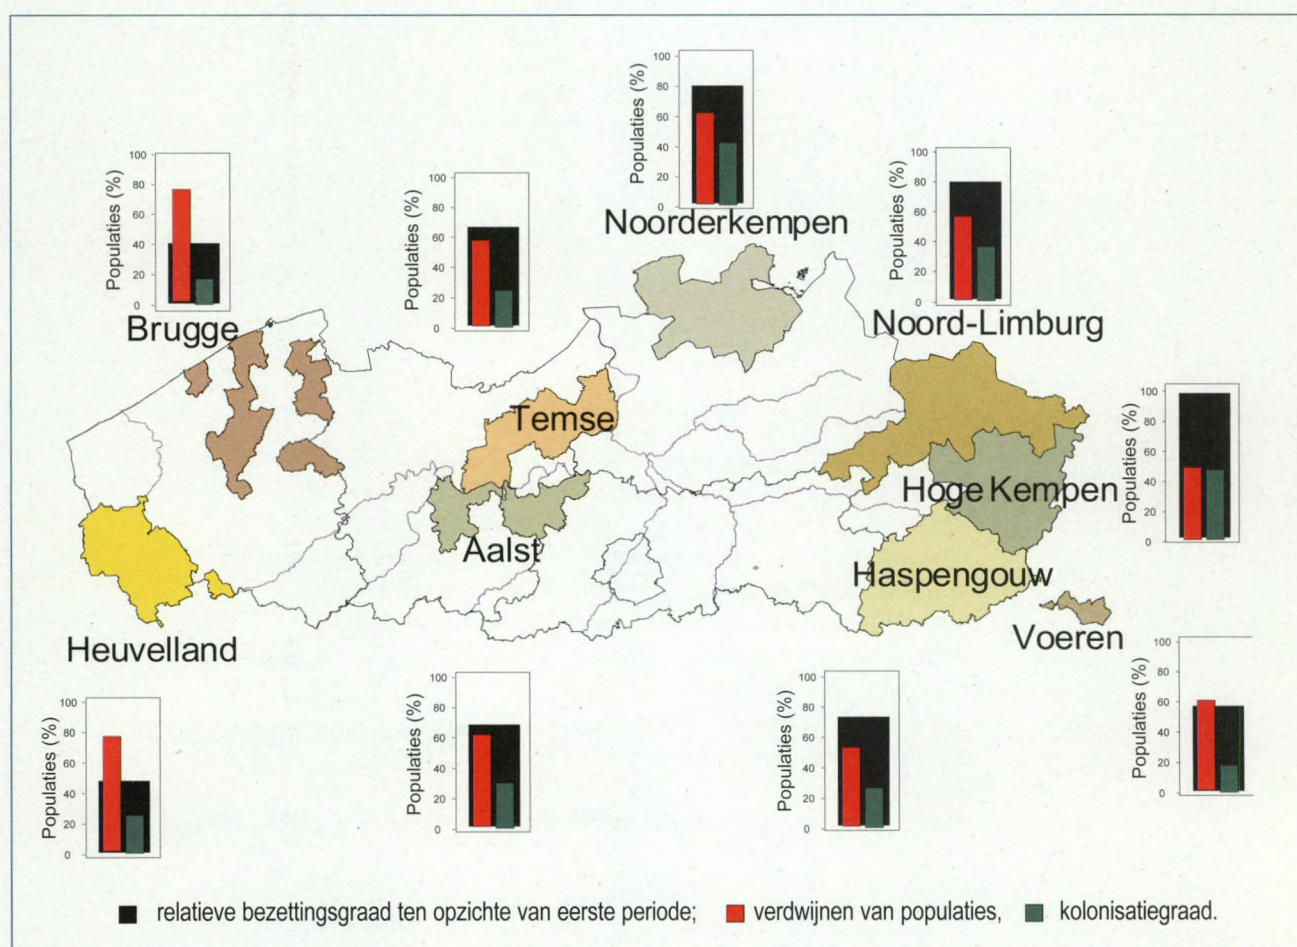 Populaties (%)
100
80
60
40
20
0
Noorderkempen
Populaties (%)
100
80
60
40
20
0
Brugge
Populaties (%)
100
80
60
40
20
0
Temse
Populaties (%)
100
80
60
40
20
0
Noord-Limburg
Populaties (%)
100
80
60
40
20
0
Hoge Kempen
Aalst
Haspengouw
Voeren
Heuvelland
Populaties (%)
100
80
60
40
20
0
Populaties (%)
100
80
60
40
20
0
Populaties (%)
100
80
60
40
20
0
Populaties (%)
100
80
60
40
20
0
relatieve bezettingsgraad ten opzichte van eerste periode; verdwijnen van populaties, kolonisatiegraad.